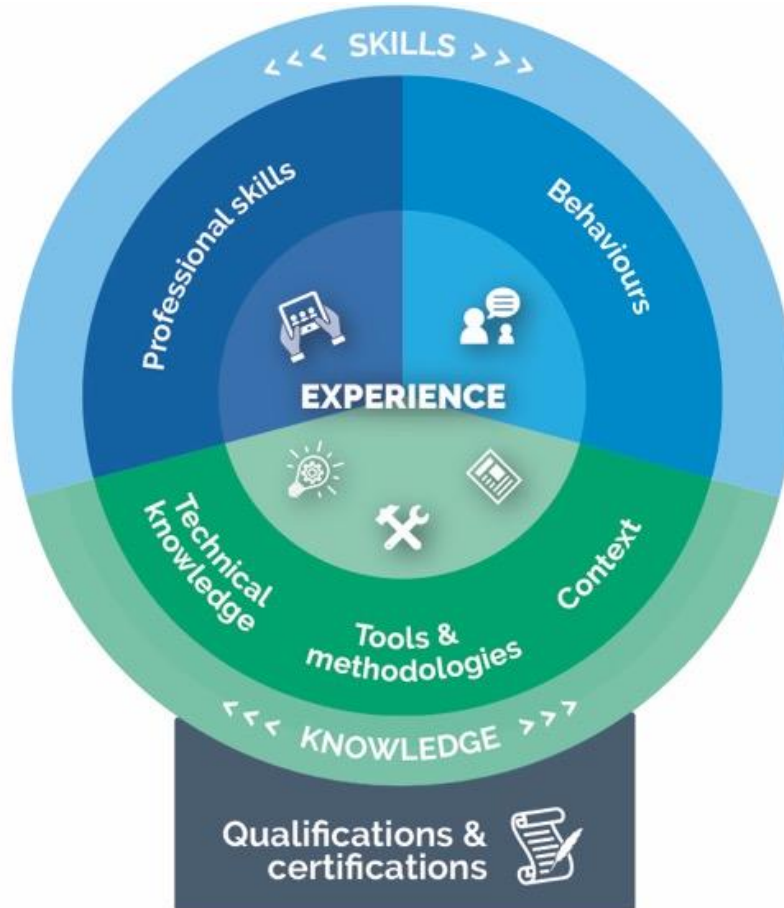 <<< SKILLS >>>
Professional skills
Behaviours
EXPERIENCE
Technical
knowledge
Tools &
methodologies
Context
<<< KNOWLEDGE >>>
Qualifications &
certifications